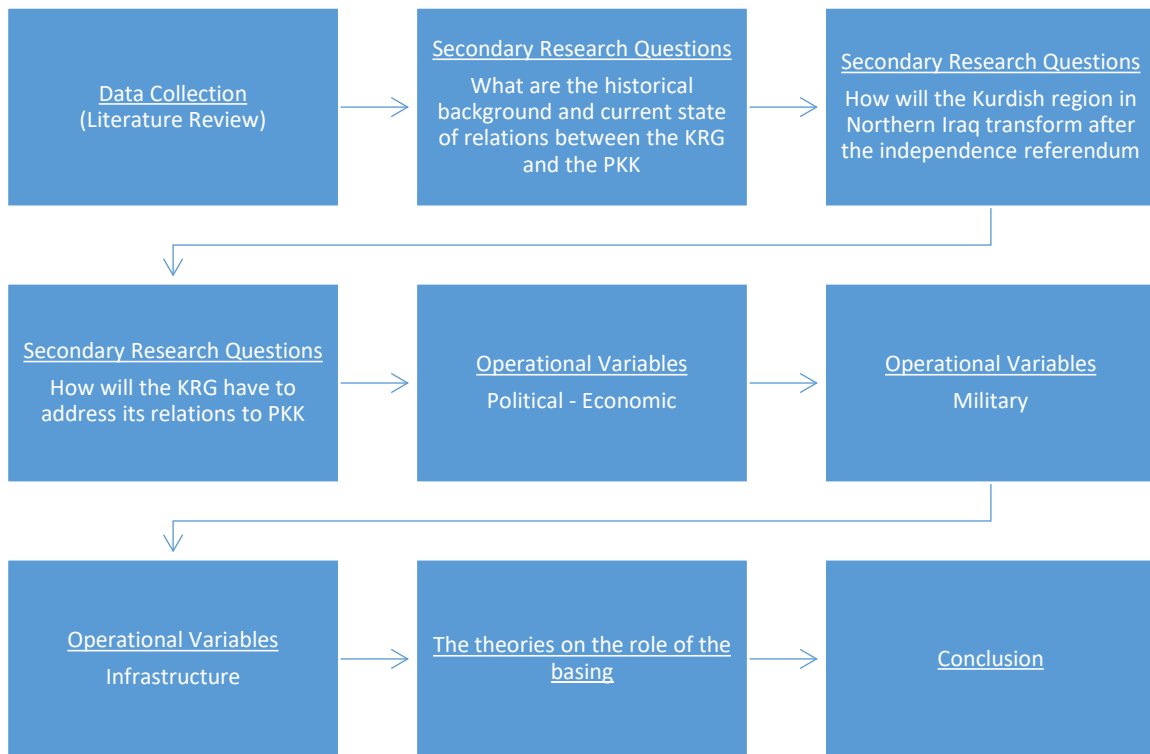 Data Collection
(Literature Review)
Secondary Research Questions
What are the historical
background and current state
of relations between the KRG
and the PKK
Secondary Research Questions
How will the Kurdish region in
Northern Iraq transform after
the independence referendum
Secondary Research Questions
How will the KRG have to
address its relations to PKK
Operational Variables
Political - Economic
Operational Variables
Military
Operational Variables
Infrastructure
The theories on the role of the
basing
Conclusion